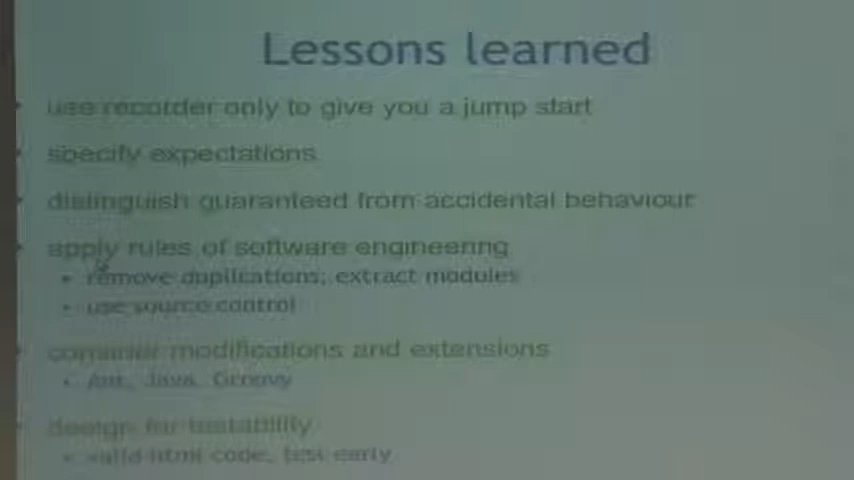 Lessons learned
use recorder only to give you a jump start
specify expectations
distinguish guaranteed from accidental behaviour
apply rules of software engineering
remove duplications, extract modules
use source control
consider modifications and extensions
Ant, Java, Groovy
design for testability
valid html code, test early